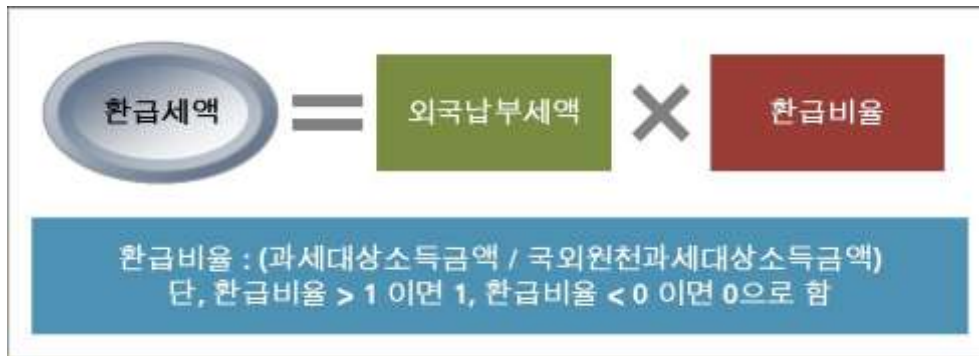 환급세액 = 외국납부세액 × 환급비율
환급비율 : (과세대상소득금액 / 국외원천과세대상소득금액)
단, 환급비율 > 1 이면 1, 환급비율 < 0 이면 0으로 함